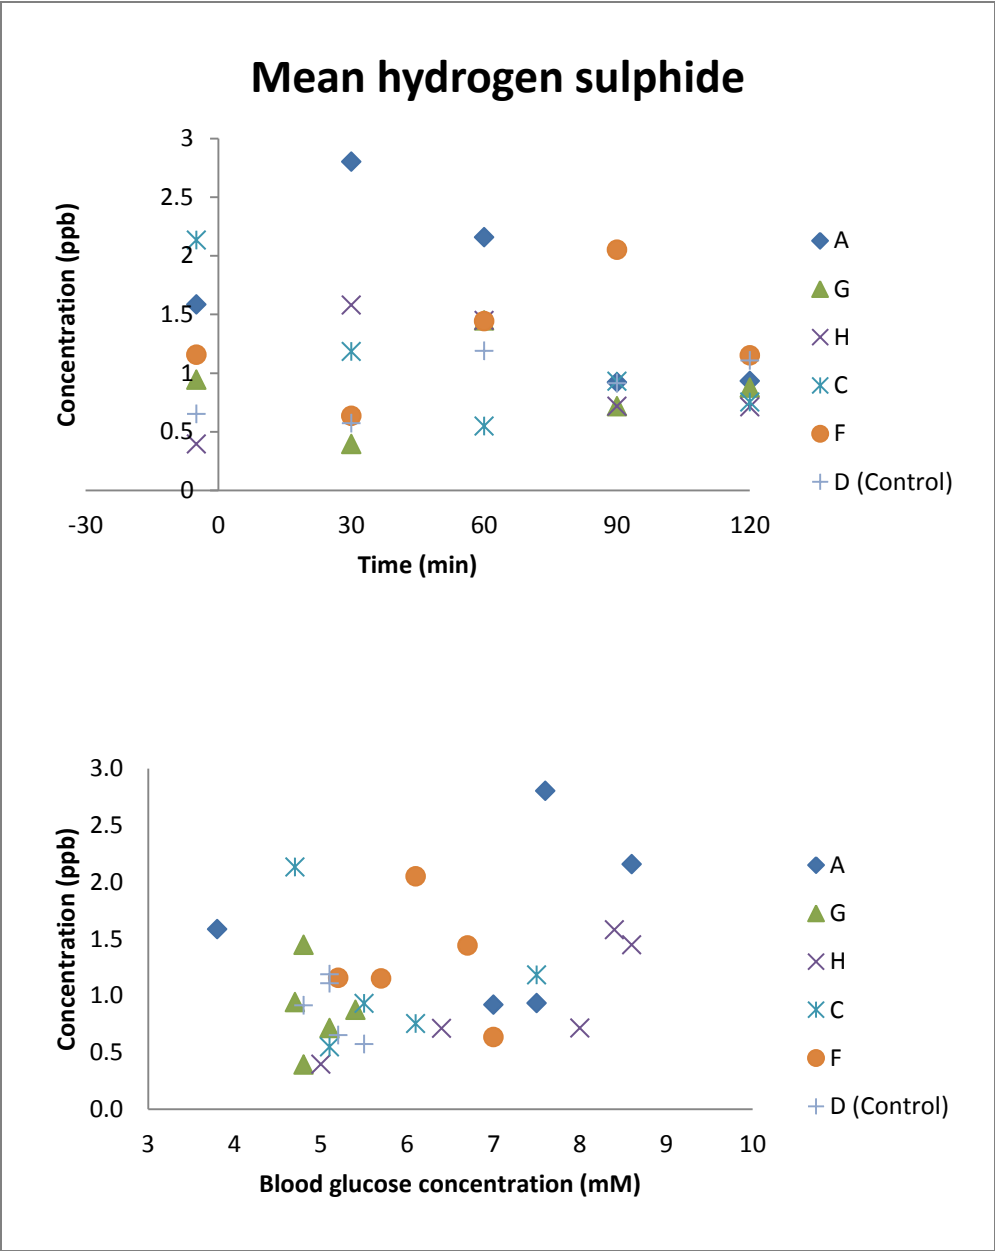 Mean hydrogen sulphide
3
2.5
2
1.5
1
0.5
0
-30 0 30 60 90 120
Concentration (ppb)
Time (min)
A
G
H
C
F
D (Control)
3.0
2.5
2.0
1.5
1.0
0.5
0.0
3 4 5 6 7 8 9 10
Concentration (ppb)
Blood glucose concentration (mM)
A
G
H
C
F
D (Control)